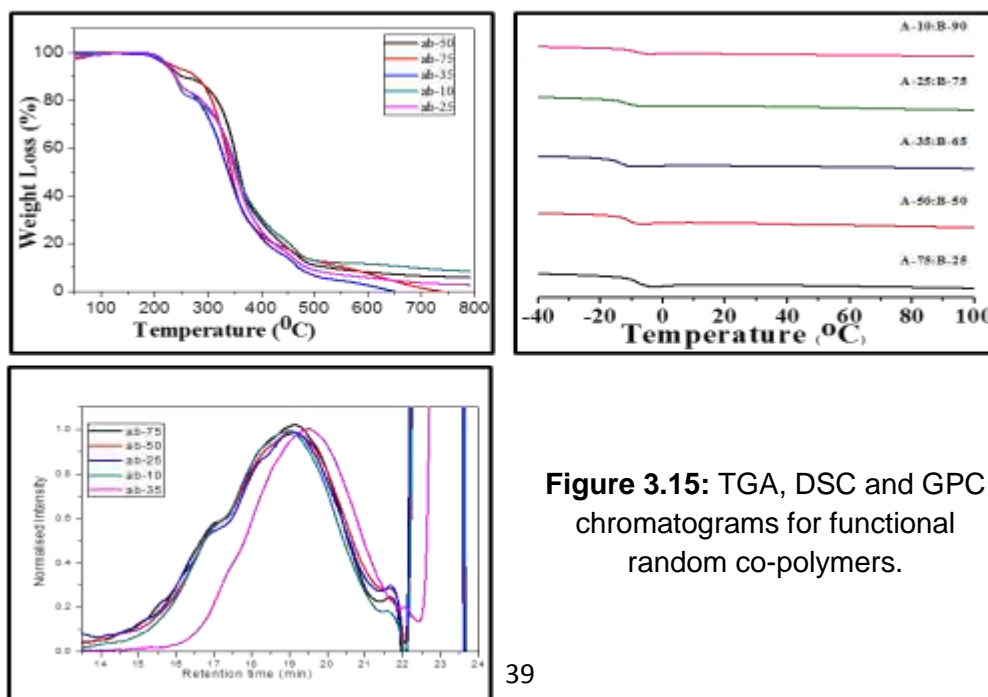 100
80
60
40
20
0
Weight Loss (%)
ab-50
ab-75
ab-35
ab-10
ab-25
0 100 200 300 400 500 600 700 800
Temperature (⁰C)
A-10:B-90
A-25:B-75
A-35:B-65
A-50:B-50
A-75:B-25
-40 -20 0 20 40 60 80 100
Temperature (⁰C)
1.0
0.8
0.6
0.4
0.2
0.0
Normalised Intensity
ab-75
ab-50
ab-25
ab-10
ab-35
14 15 16 17 18 19 20 21 22 23 24
Retention time (min)
Figure 3.15: TGA, DSC and GPC
chromatograms for functional
random co-polymers.
39